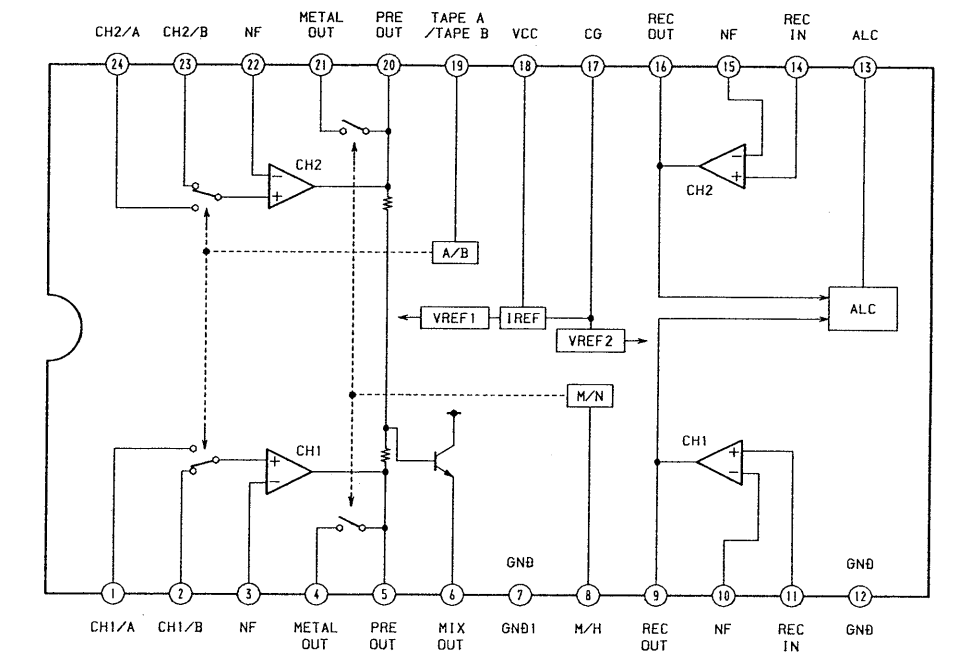 CH2/A
CH2/B
NF
METAL
OUT
PRE
OUT
TAPE A
/TAPE B
VCC
CG
REC
OUT
NF
REC
IN
ALC
24
23
22
21
20
19
18
17
16
15
14
13
CH2
−
+
CH2
−
+
A/B
VREF1
IREF
VREF2
ALC
M/N
CH1
+
−
CH1
+
−
GND
GND
1
2
3
4
5
6
7
8
9
10
11
12
CH1/A
CH1/B
NF
METAL
OUT
PRE
OUT
MIX
OUT
GND1
M/H
REC
OUT
NF
REC
IN
GND